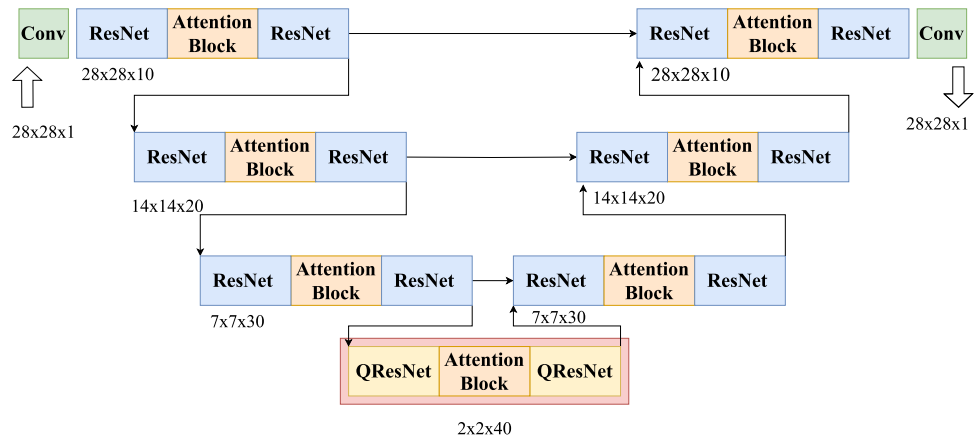 Conv ResNet Attention Block ResNet ResNet Attention Block ResNet Conv
28x28x10 28x28x10
28x28x1 28x28x1
ResNet Attention Block ResNet ResNet Attention Block ResNet
14x14x20 14x14x20
ResNet Attention Block ResNet ResNet Attention Block ResNet
7x7x30 7x7x30
QResNet Attention Block QResNet
2x2x40